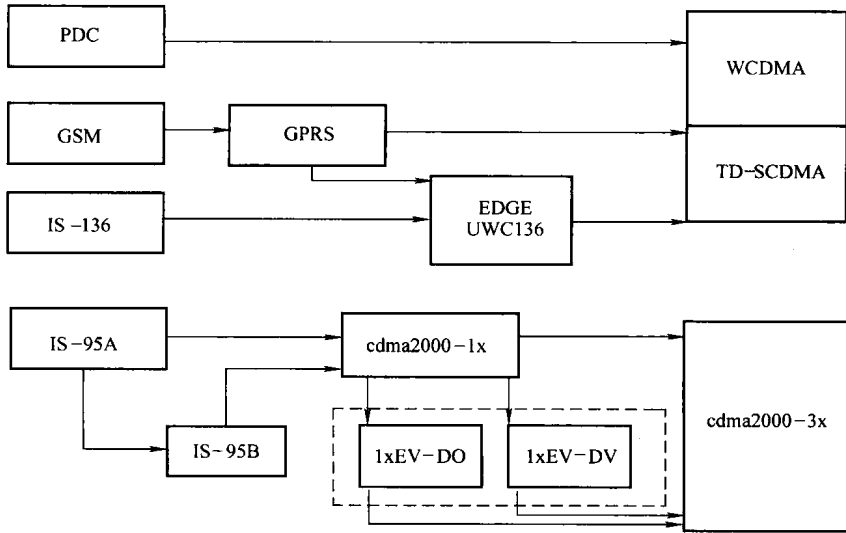 PDC
WCDMA
GSM
GPRS
TD-SCDMA
IS-136
EDGE
UWC136
IS-95A
cdma2000-1x
cdma2000-3x
IS-95B
1xEV-DO
1xEV-DV